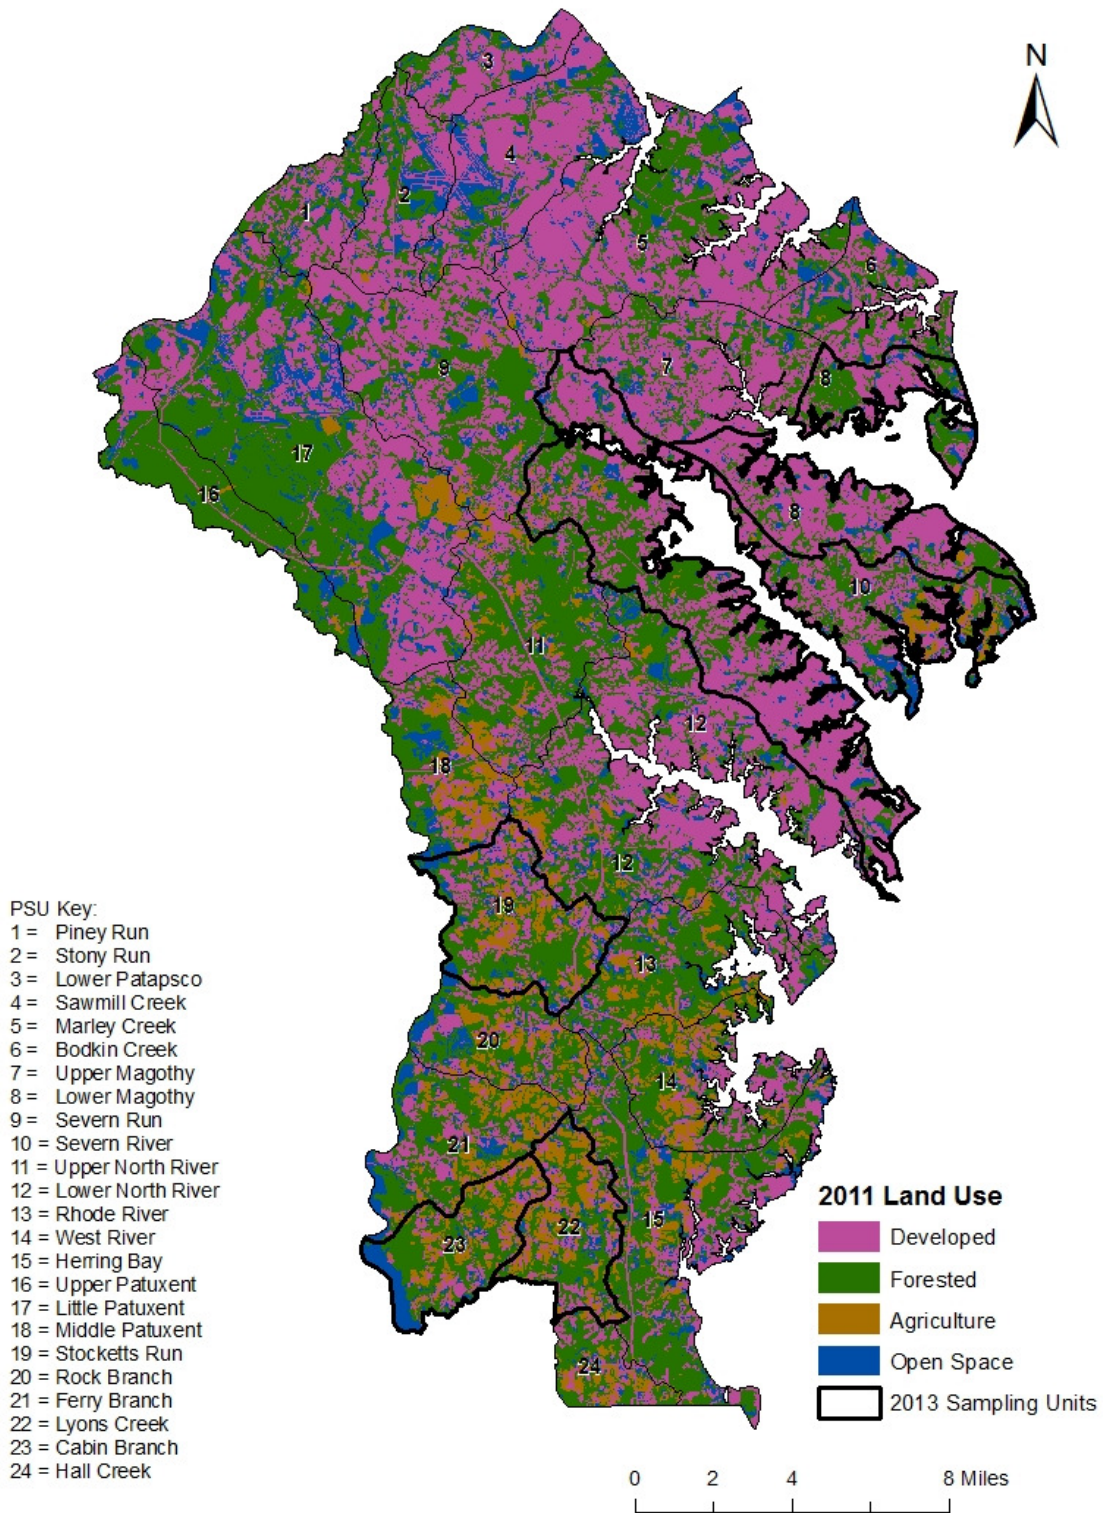 N
3
4
2
1
5
6
7
8
9
17
16
8
10
11
12
18
12
19
13
20
14
21
15
22
23
24
PSU Key:
1 = Piney Run
2 = Stony Run
3 = Lower Patapsco
4 = Sawmill Creek
5 = Marley Creek
6 = Bodkin Creek
7 = Upper Magothy
8 = Lower Magothy
9 = Severn Run
10 = Severn River
11 = Upper North River
12 = Lower North River
13 = Rhode River
14 = West River
15 = Herring Bay
16 = Upper Patuxent
17 = Little Patuxent
18 = Middle Patuxent
19 = Stocketts Run
20 = Rock Branch
21 = Ferry Branch
22 = Lyons Creek
23 = Cabin Branch
24 = Hall Creek
2011 Land Use
Developed
Forested
Agriculture
Open Space
2013 Sampling Units
0 2 4 8 Miles